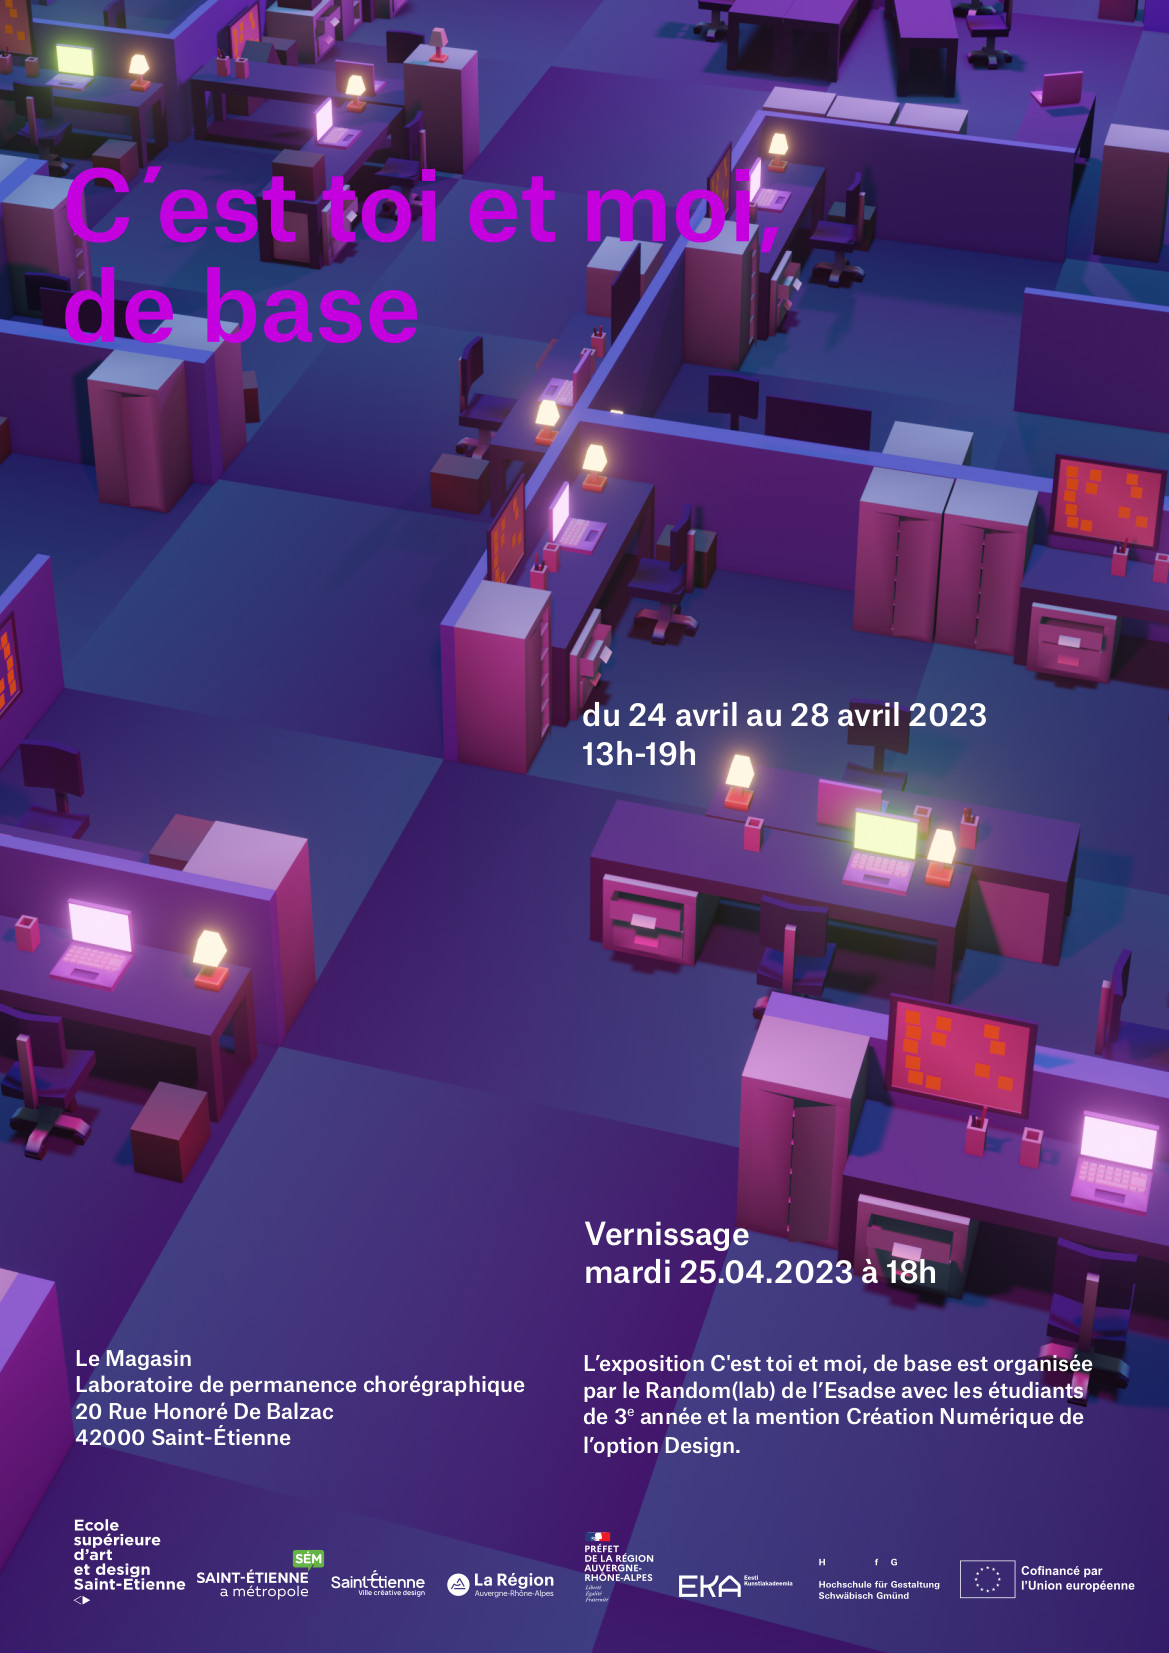 C'est toi et moi,
de base
du 24 avril au 28 avril 2023
13h-19h
Vernissage
mardi 25.04.2023 à 18h
Le Magasin
Laboratoire de permanence chorégraphique
20 Rue Honoré De Balzac
42000 Saint-Étienne
L'exposition C'est toi et moi, de base est organisée
par le Random(lab) de l'Esadse avec les étudiants
de 3e année et la mention Création Numérique de
l'option Design.
Ecole
supérieure
d'art
et design
Saint-Etienne
SÉM
SAINT-ÉTIENNE
a métropole
SaintÉtienne
Ville créative design
La Région
Auvergne-Rhône-Alpes
PRÉFET
DE LA RÉGION
AUVERGNE-
RHÔNE-ALPES
Liberté
Égalité
Fraternité
EKA
Eesti
Kunstiakadeemia
H f G
Hochschule für Gestaltung
Schwäbisch Gmünd
Cofinancé par
l'Union européenne